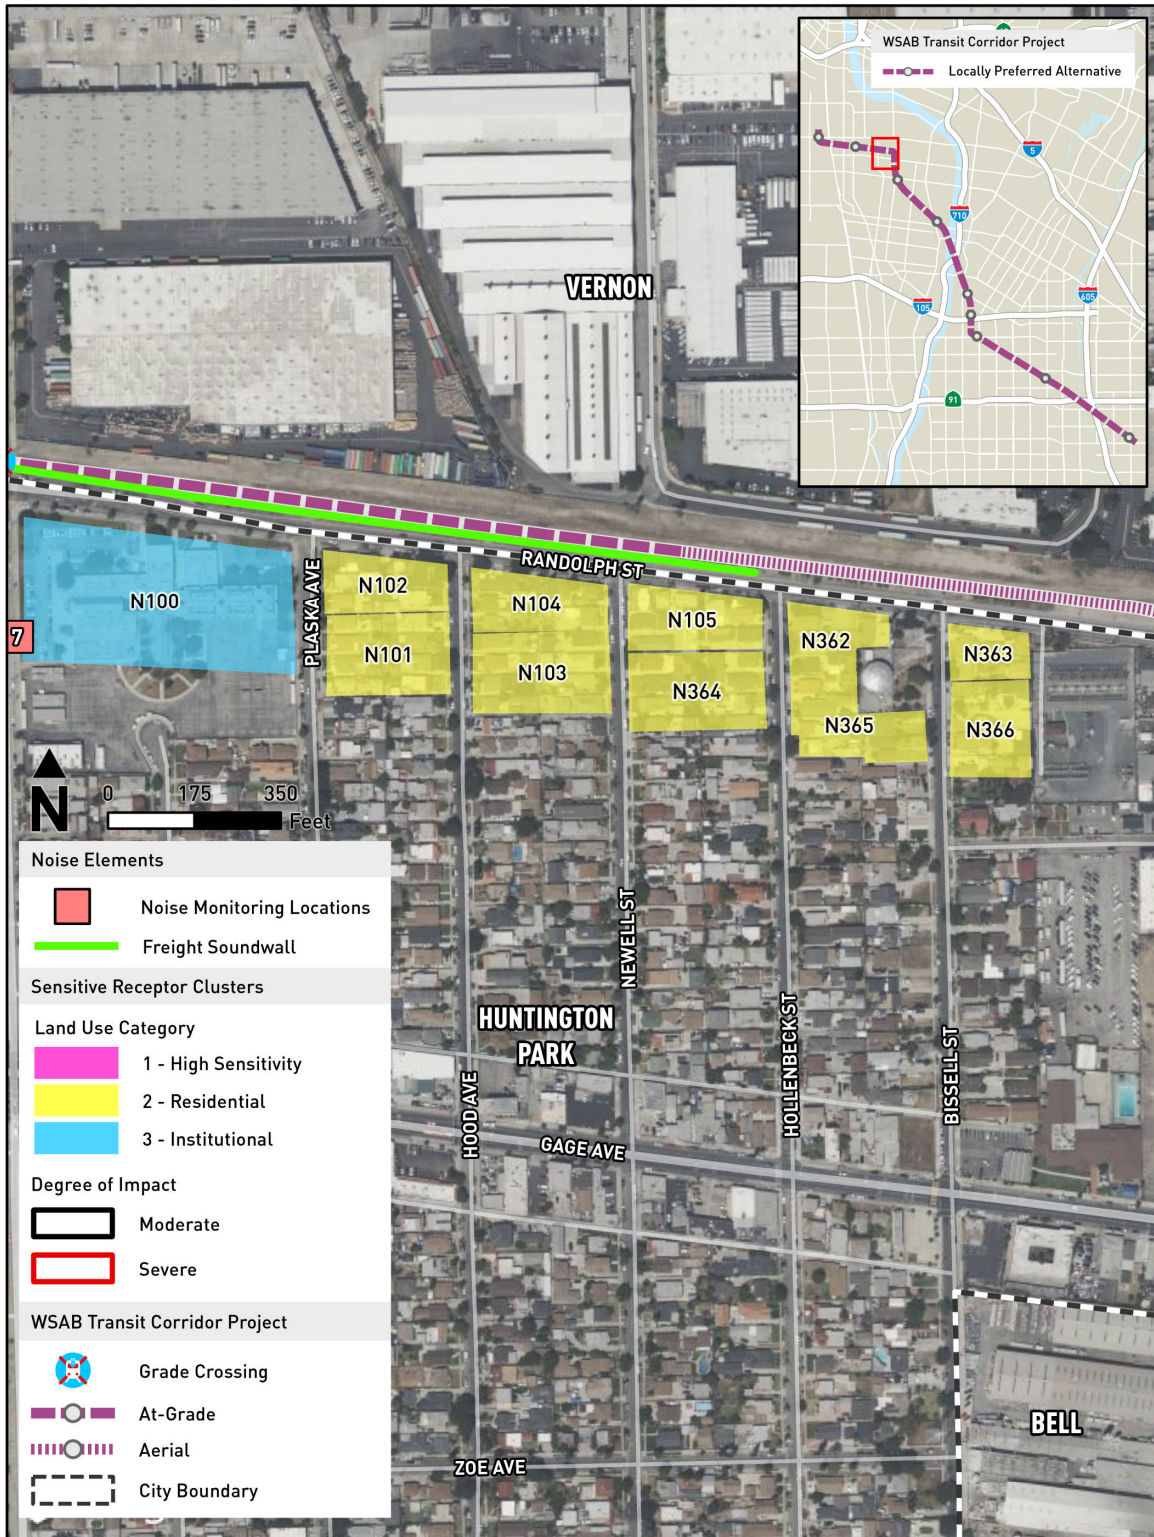 WSAB Transit Corridor Project
Locally Preferred Alternative
5
710
105
605
91
VERNON
RANDOLPH ST
N100
PLASKA AVE
N102
N104
N105
N362
N363
7
N101
N103
N364
N365
N366
N
0 175 350
Feet
Noise Elements
Noise Monitoring Locations
Freight Soundwall
Sensitive Receptor Clusters
Land Use Category
1 - High Sensitivity
2 - Residential
3 - Institutional
Degree of Impact
Moderate
Severe
WSAB Transit Corridor Project
Grade Crossing
At-Grade
Aerial
City Boundary
NEWELL ST
HUNTINGTON
PARK
HOOD AVE
HOLLENBECK ST
BISSELL ST
GAGE AVE
BELL
ZOE AVE